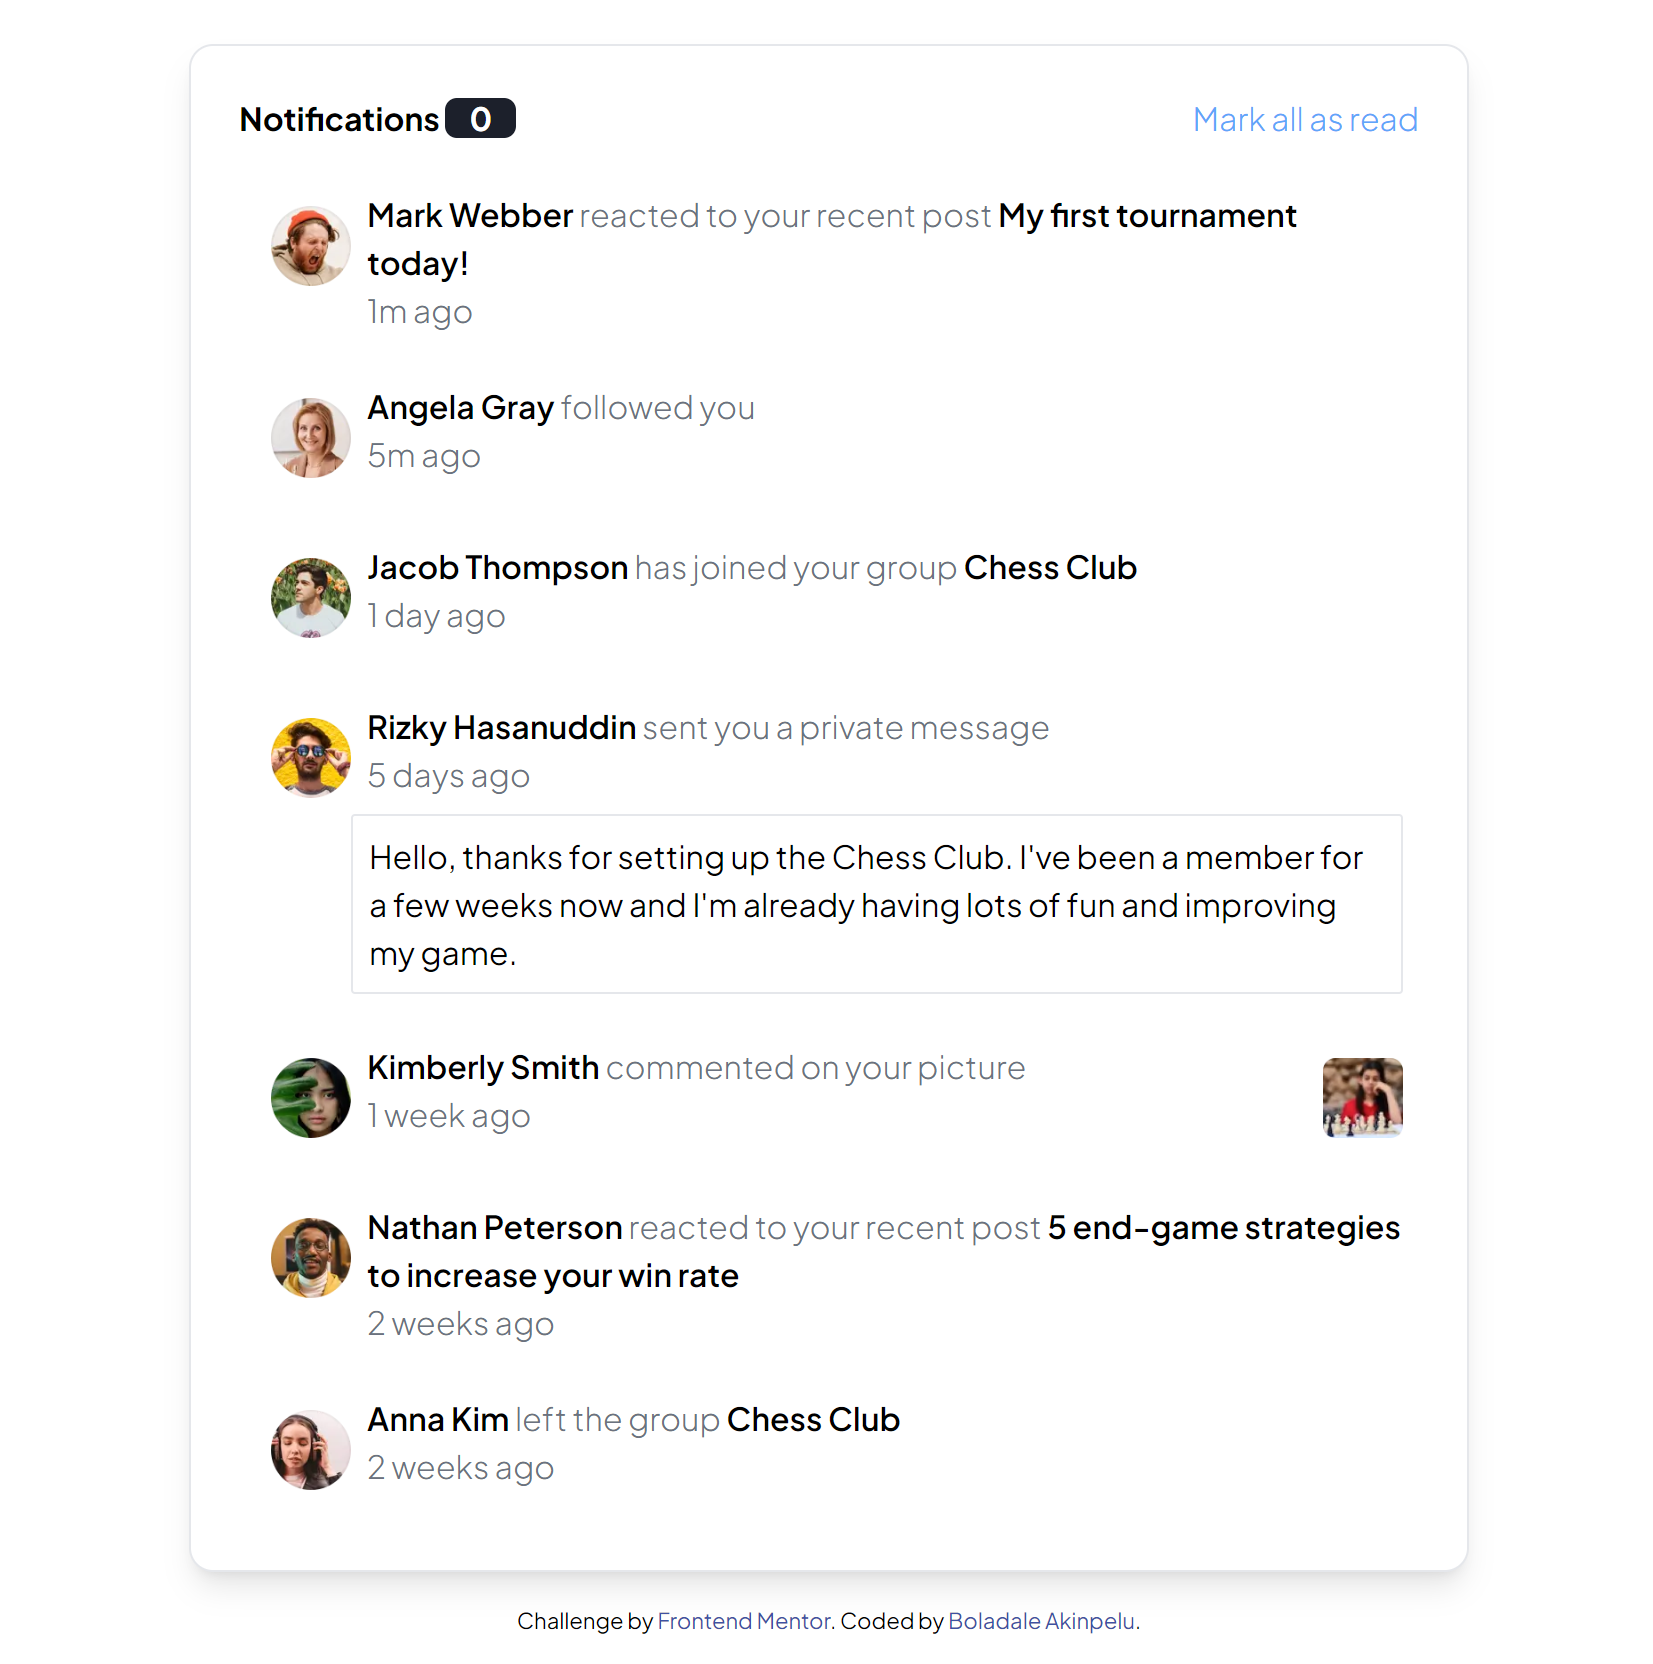 Notifications 0 Mark all as read
Mark Webber reacted to your recent post My first tournament
today!
1m ago
Angela Gray followed you
5m ago
Jacob Thompson has joined your group Chess Club
1 day ago
Rizky Hasanuddin sent you a private message
5 days ago
Hello, thanks for setting up the Chess Club. I've been a member for
a few weeks now and I'm already having lots of fun and improving
my game.
Kimberly Smith commented on your picture
1 week ago
Nathan Peterson reacted to your recent post 5 end-game strategies
to increase your win rate
2 weeks ago
Anna Kim left the group Chess Club
2 weeks ago
Challenge by Frontend Mentor. Coded by Boladale Akinpelu.